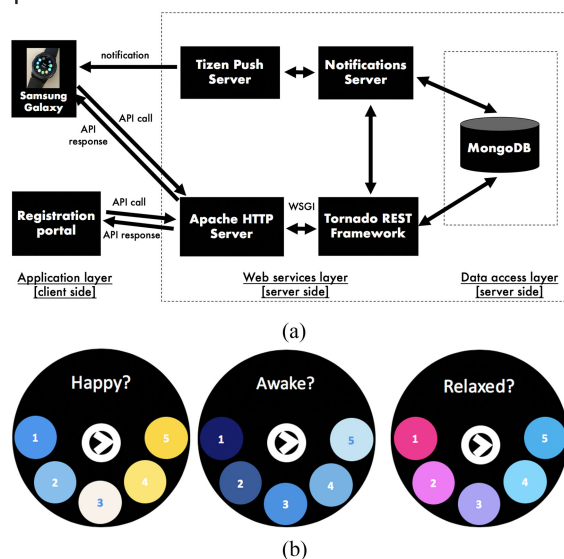 notification
Tizen Push
Server
Notifications
Server
Samsung
Galaxy
API call
API
response
MongoDB
API call
WSGI
Registration
portal
API response
Apache HTTP
Server
Tornado REST
Framework
Application layer
[client side]
Web services layer
[server side]
Data access layer
[server side]
(a)
Happy?
1
2
3
4
5
Awake?
1
2
3
4
5
Relaxed?
1
2
3
4
5
(b)